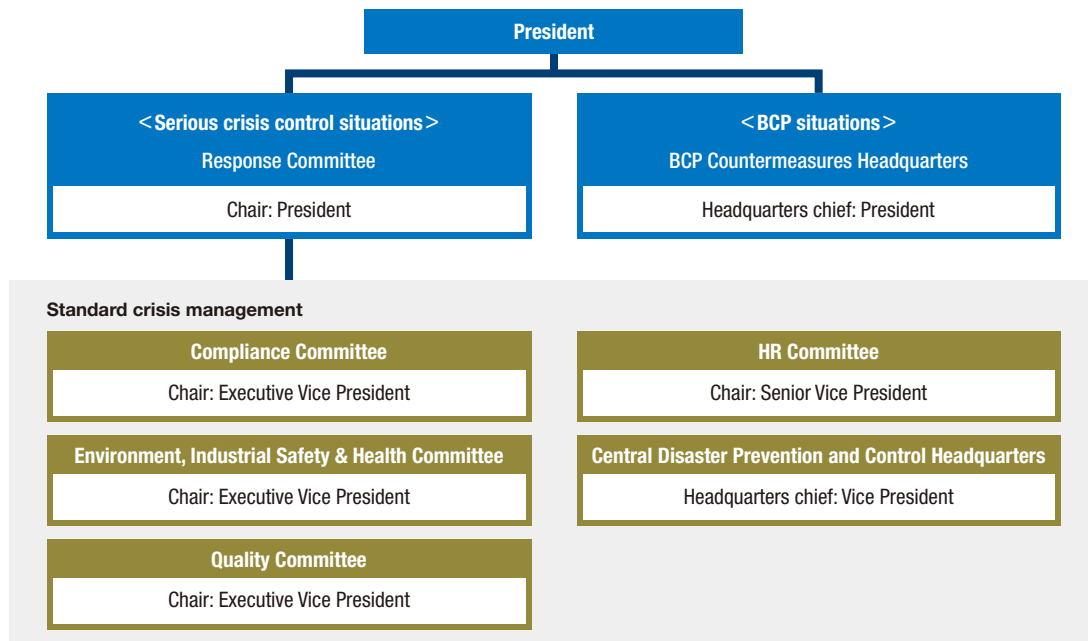 President
<Serious crisis control situations>
Response Committee
Chair: President
<BCP situations>
BCP Countermeasures Headquarters
Headquarters chief: President
Standard crisis management
Compliance Committee
Chair: Executive Vice President
HR Committee
Chair: Senior Vice President
Environment, Industrial Safety & Health Committee
Chair: Executive Vice President
Central Disaster Prevention and Control Headquarters
Headquarters chief: Vice President
Quality Committee
Chair: Executive Vice President